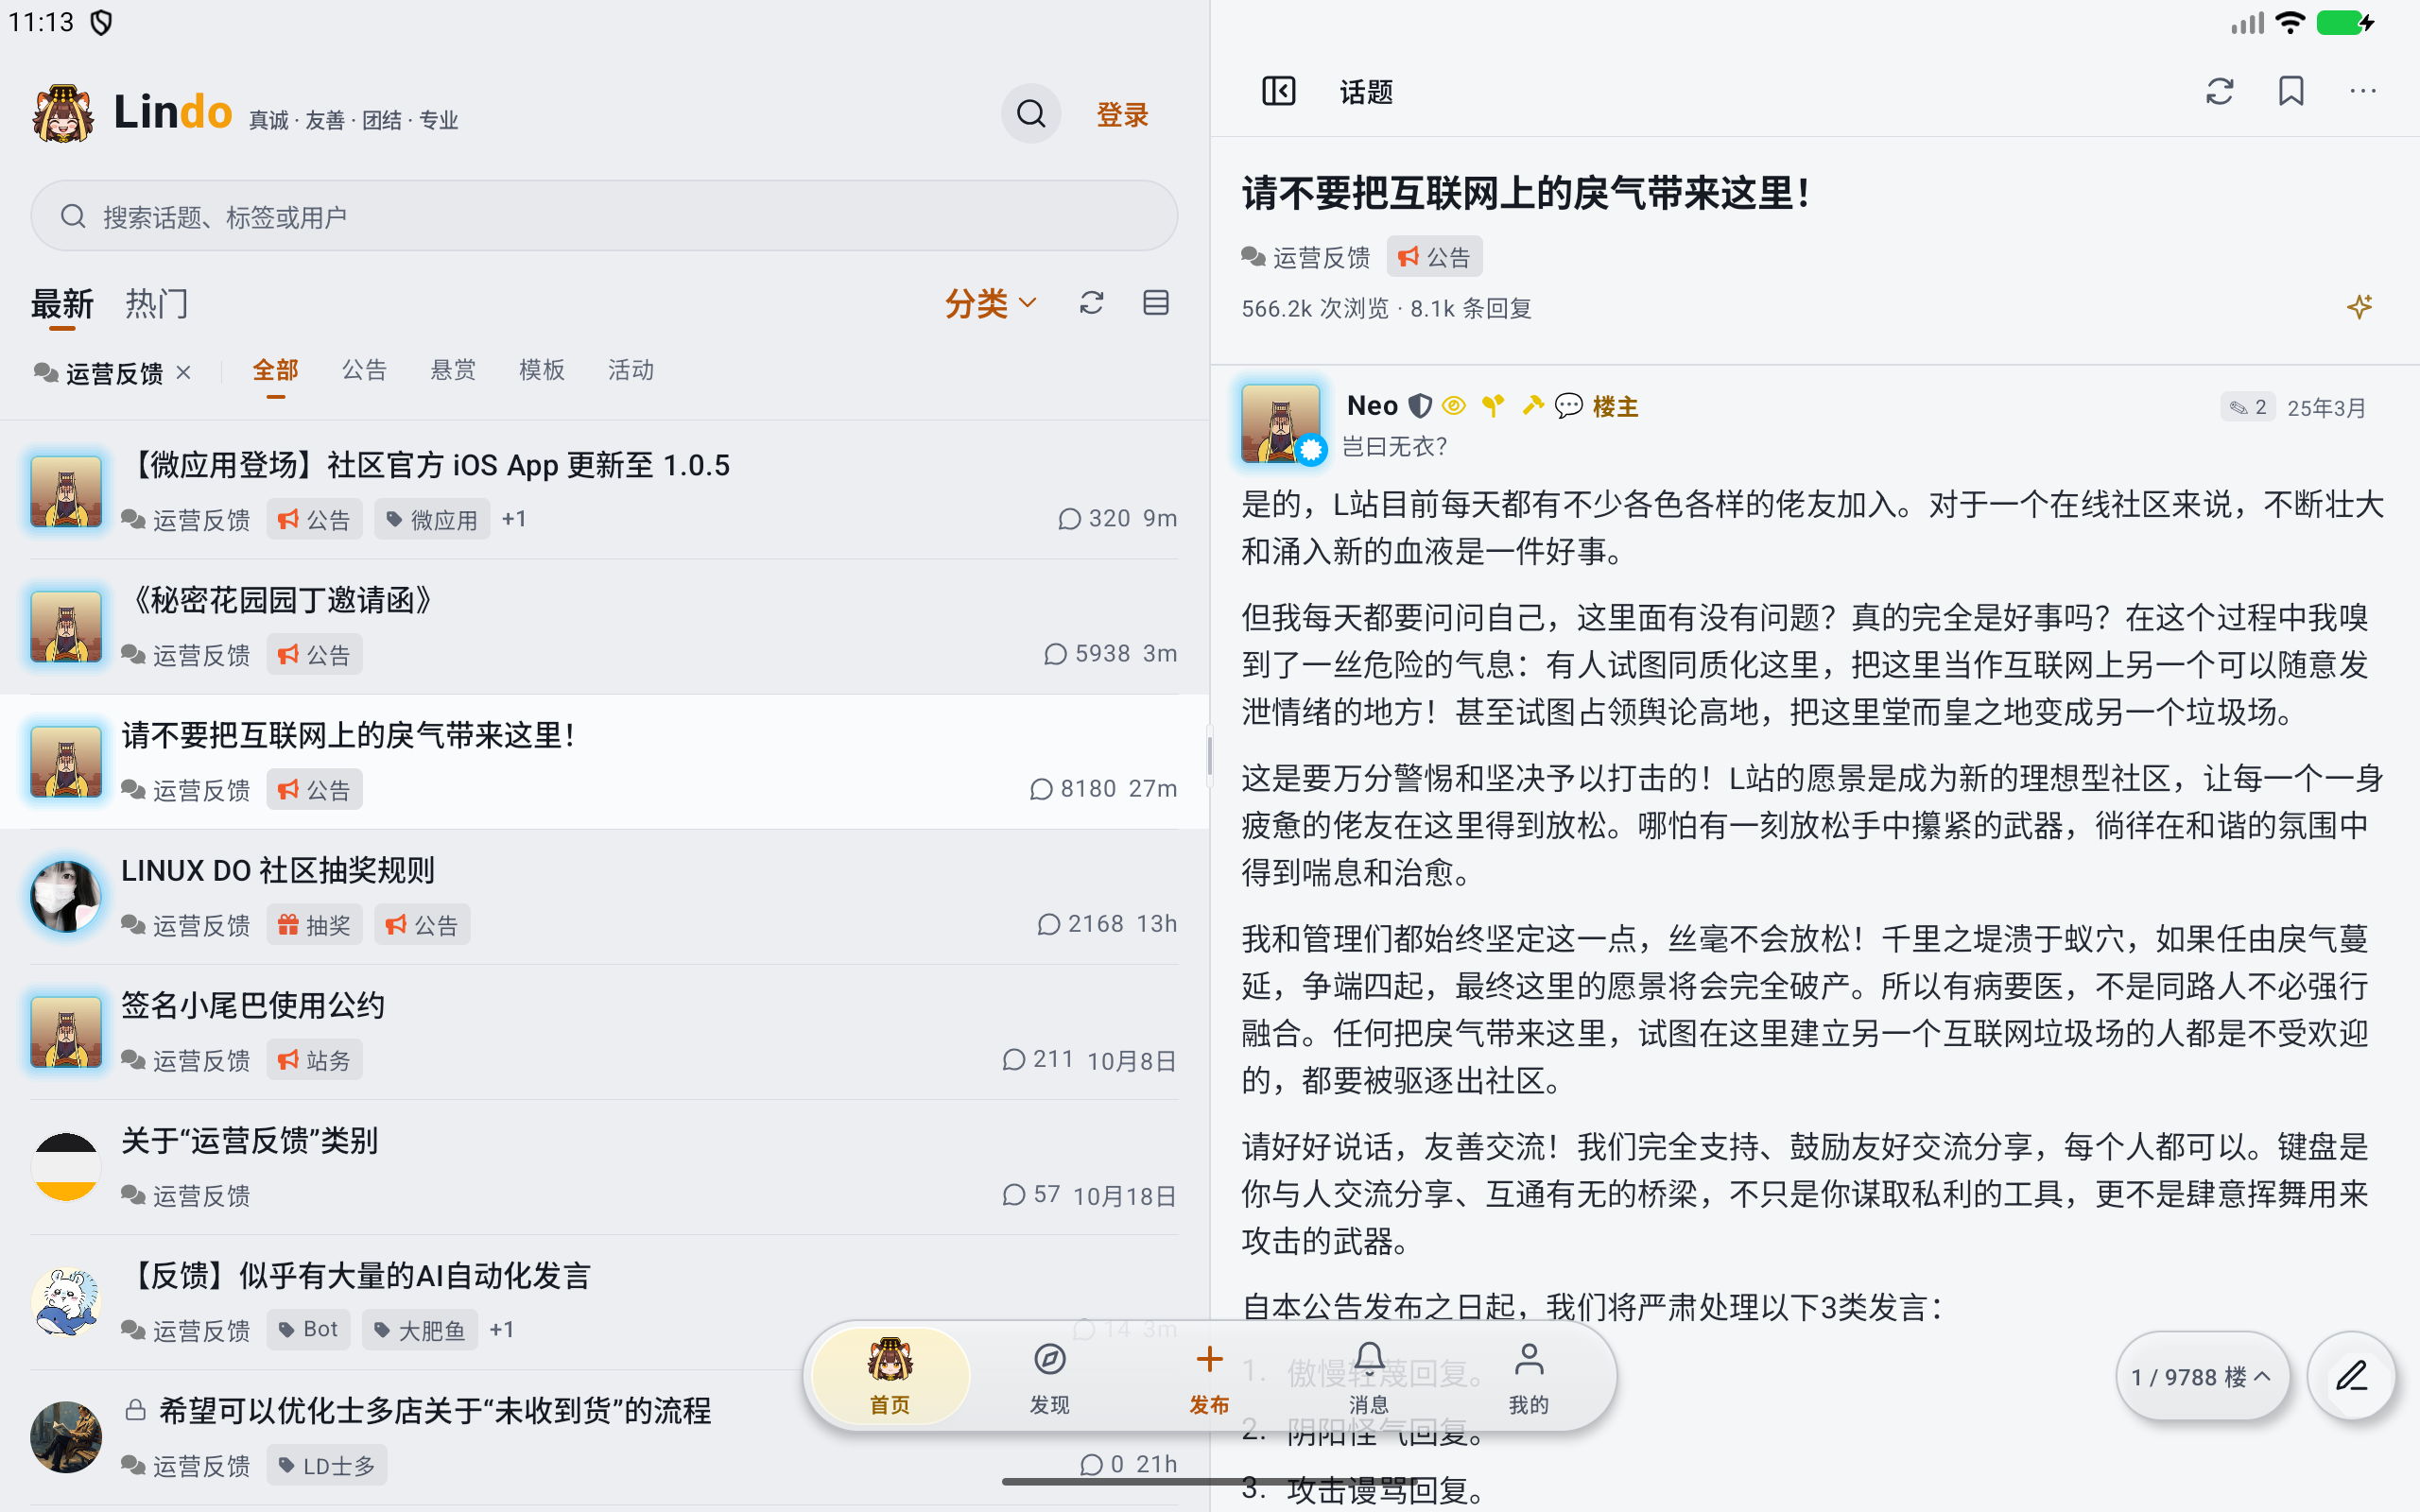 11:13
Lindo 真诚 · 友善 · 团结 · 专业
登录
搜索话题、标签或用户
最新 热门 分类
运营反馈 × 全部 公告 悬赏 模板 活动
【微应用登场】社区官方 iOS App 更新至 1.0.5
运营反馈 公告 微应用 +1 320 9m
《秘密花园园丁邀请函》
运营反馈 公告 5938 3m
请不要把互联网上的戾气带来这里！
运营反馈 公告 8180 27m
LINUX DO 社区抽奖规则
运营反馈 抽奖 公告 2168 13h
签名小尾巴使用公约
运营反馈 站务 211 10月8日
关于“运营反馈”类别
运营反馈 57 10月18日
【反馈】似乎有大量的AI自动化发言
运营反馈 Bot 大肥鱼 +1 14 3m
希望可以优化士多店关于“未收到货”的流程
运营反馈 LD士多 0 21h
首页 发现 发布 消息 我的
话题
请不要把互联网上的戾气带来这里！
运营反馈 公告
566.2k 次浏览 · 8.1k 条回复
Neo 楼主 2 25年3月
岂曰无衣？
是的，L站目前每天都有不少各色各样的佬友加入。对于一个在线社区来说，不断壮大
和涌入新的血液是一件好事。
但我每天都要问问自己，这里面有没有问题？真的完全是好事吗？在这个过程中我嗅
到了一丝危险的气息：有人试图同质化这里，把这里当作互联网上另一个可以随意发
泄情绪的地方！甚至试图占领舆论高地，把这里堂而皇之地变成另一个垃圾场。
这是要万分警惕和坚决予以打击的！L站的愿景是成为新的理想型社区，让每一个一身
疲惫的佬友在这里得到放松。哪怕有一刻放松手中攥紧的武器，徜徉在和谐的氛围中
得到喘息和治愈。
我和管理们都始终坚定这一点，丝毫不会放松！千里之堤溃于蚁穴，如果任由戾气蔓
延，争端四起，最终这里的愿景将会完全破产。所以有病要医，不是同路人不必强行
融合。任何把戾气带来这里，试图在这里建立另一个互联网垃圾场的人都是不受欢迎
的，都要被驱逐出社区。
请好好说话，友善交流！我们完全支持、鼓励友好交流分享，每个人都可以。键盘是
你与人交流分享、互通有无的桥梁，不只是你谋取私利的工具，更不是肆意挥舞用来
攻击的武器。
自本公告发布之日起，我们将严肃处理以下3类发言：
1. 傲慢轻蔑回复。
2. 阴阳怪气回复。
3. 攻击谩骂回复。
1 / 9788 楼